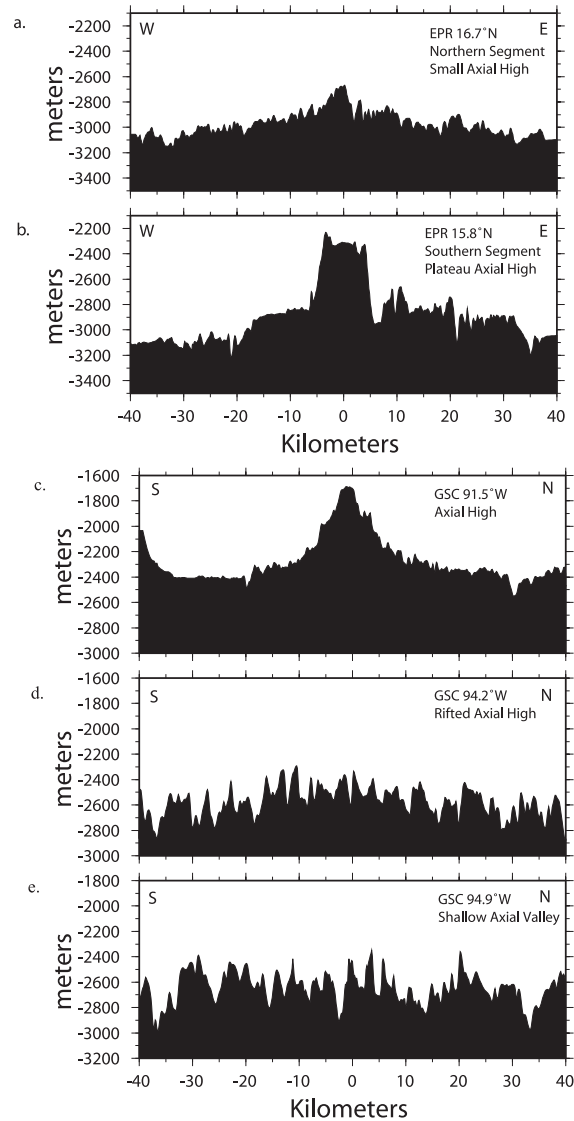 a.
W
E
EPR 16.7˚N
Northern Segment
Small Axial High
meters
-2200
-2400
-2600
-2800
-3000
-3200
-3400
b.
W
E
EPR 15.8˚N
Southern Segment
Plateau Axial High
meters
-2200
-2400
-2600
-2800
-3000
-3200
-3400
-40 -30 -20 -10 0 10 20 30 40
Kilometers
c.
S
N
GSC 91.5˚W
Axial High
meters
-1600
-1800
-2000
-2200
-2400
-2600
-2800
-3000
d.
S
N
GSC 94.2˚W
Rifted Axial High
meters
-1600
-1800
-2000
-2200
-2400
-2600
-2800
-3000
e.
S
N
GSC 94.9˚W
Shallow Axial Valley
meters
-1800
-2000
-2200
-2400
-2600
-2800
-3000
-3200
-40 -30 -20 -10 0 10 20 30 40
Kilometers